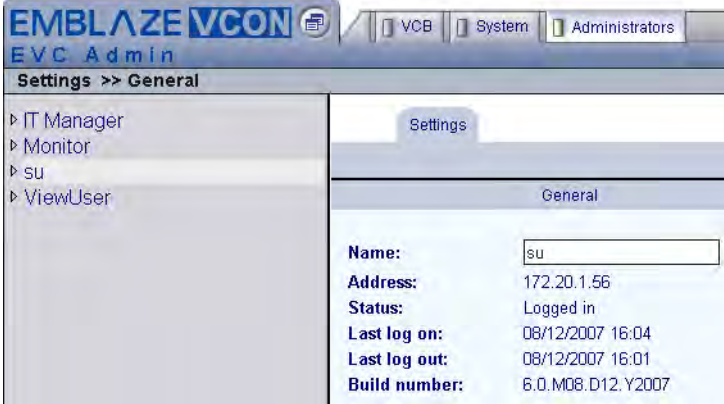 EMBLΛZE VCON
VCB
System
Administrators
EVC Admin
Settings >> General
IT Manager
Monitor
su
ViewUser
Settings
General
Name: su
Address: 172.20.1.56
Status: Logged in
Last log on: 08/12/2007 16:04
Last log out: 08/12/2007 16:01
Build number: 6.0.M08.D12.Y2007